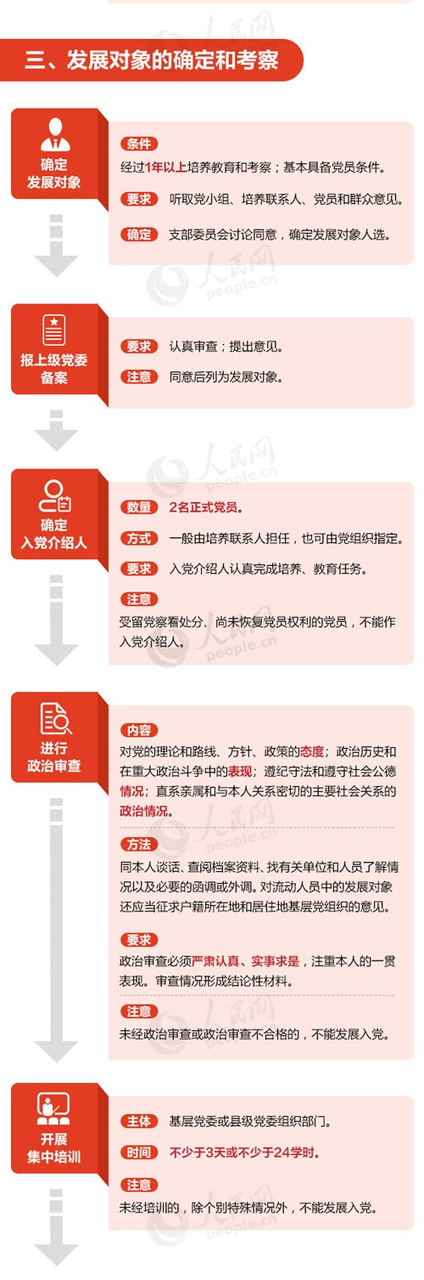 三、发展对象的确定和考察
确定
发展对象
条件
经过1年以上培养教育和考察；基本具备党员条件。
要求 听取党小组、培养联系人、党员和群众意见。
确定 支部委员会讨论同意，确定发展对象人选。
人民网
people.cn
报上级党委
备案
要求 认真审查；提出意见。
注意 同意后列为发展对象。
人民网
people.cn
确定
入党介绍人
数量 2名正式党员。
方式 一般由培养联系人担任，也可由党组织指定。
要求 入党介绍人认真完成培养、教育任务。
注意
受留党察看处分、尚未恢复党员权利的党员，不能作
入党介绍人。
人民网
people.cn
进行
政治审查
内容
对党的理论和路线、方针、政策的态度；政治历史和
在重大政治斗争中的表现；遵纪守法和遵守社会公德
情况；直系亲属和与本人关系密切的主要社会关系的
政治情况。
人民网
people.cn
方法
同本人谈话、查阅档案资料、找有关单位和人员了解情
况以及必要的函调或外调。对流动人员中的发展对象
还应当征求户籍所在地和居住地基层党组织的意见。
要求
政治审查必须严肃认真、实事求是，注重本人的一贯
表现。审查情况形成结论性材料。
注意
未经政治审查或政治审查不合格的，不能发展入党。
人民网
people.cn
开展
集中培训
主体 基层党委或县级党委组织部门。
时间 不少于3天或不少于24学时。
注意
未经培训的，除个别特殊情况外，不能发展入党。
人民网
people.cn